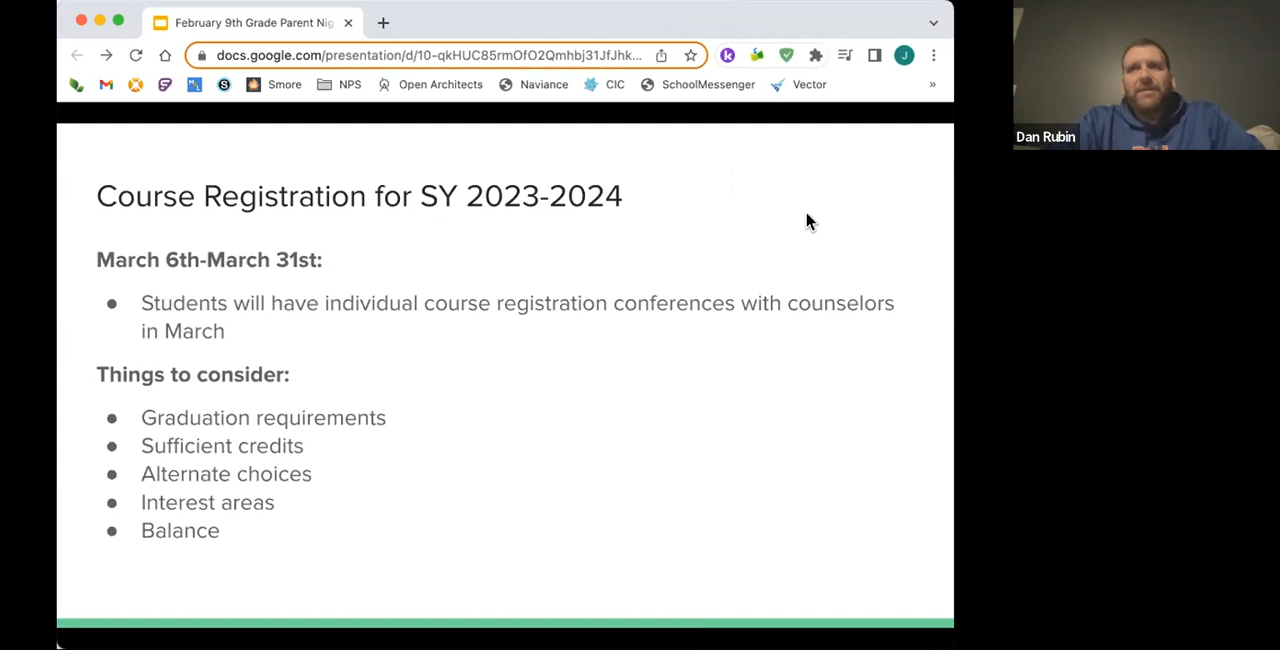 February 9th Grade Parent Nig
docs.google.com/presentation/d/10-qkHUC85rmOfO2Qmhbj31JfJhk...
J
Smore
NPS
Open Architects
Naviance
CIC
SchoolMessenger
Vector
»
Dan Rubin
Course Registration for SY 2023-2024
March 6th-March 31st:
● Students will have individual course registration conferences with counselors
in March
Things to consider:
● Graduation requirements
● Sufficient credits
● Alternate choices
● Interest areas
● Balance